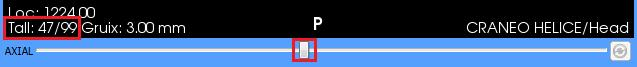 Loc: 1224.00
Tall: 47/99 Gruix: 3.00 mm P CRANEO HELICE/Head
AXIAL